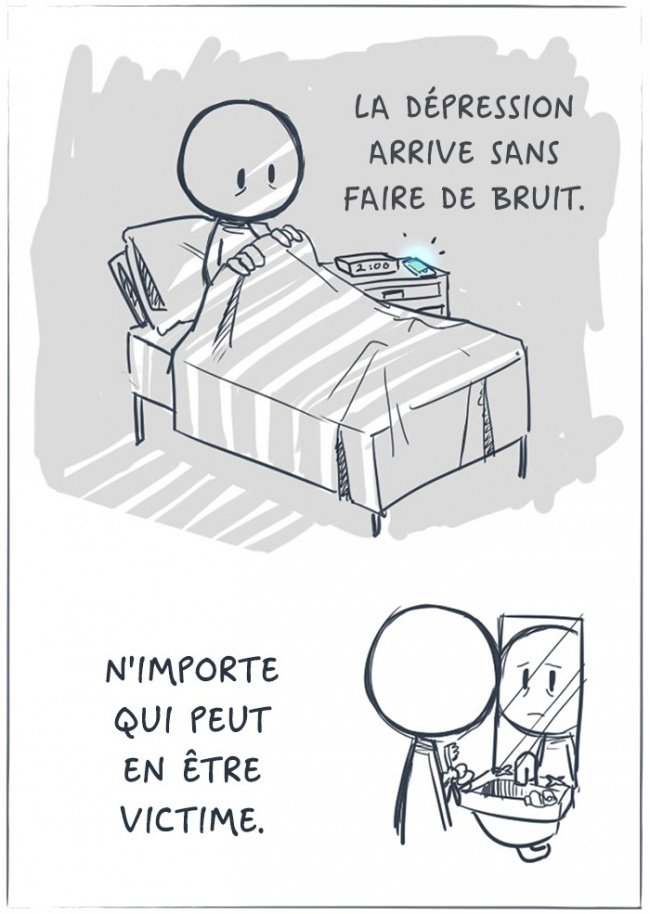 LA DÉPRESSION
ARRIVE SANS
FAIRE DE BRUIT.
2:00
N'IMPORTE
QUI PEUT
EN ÊTRE
VICTIME.